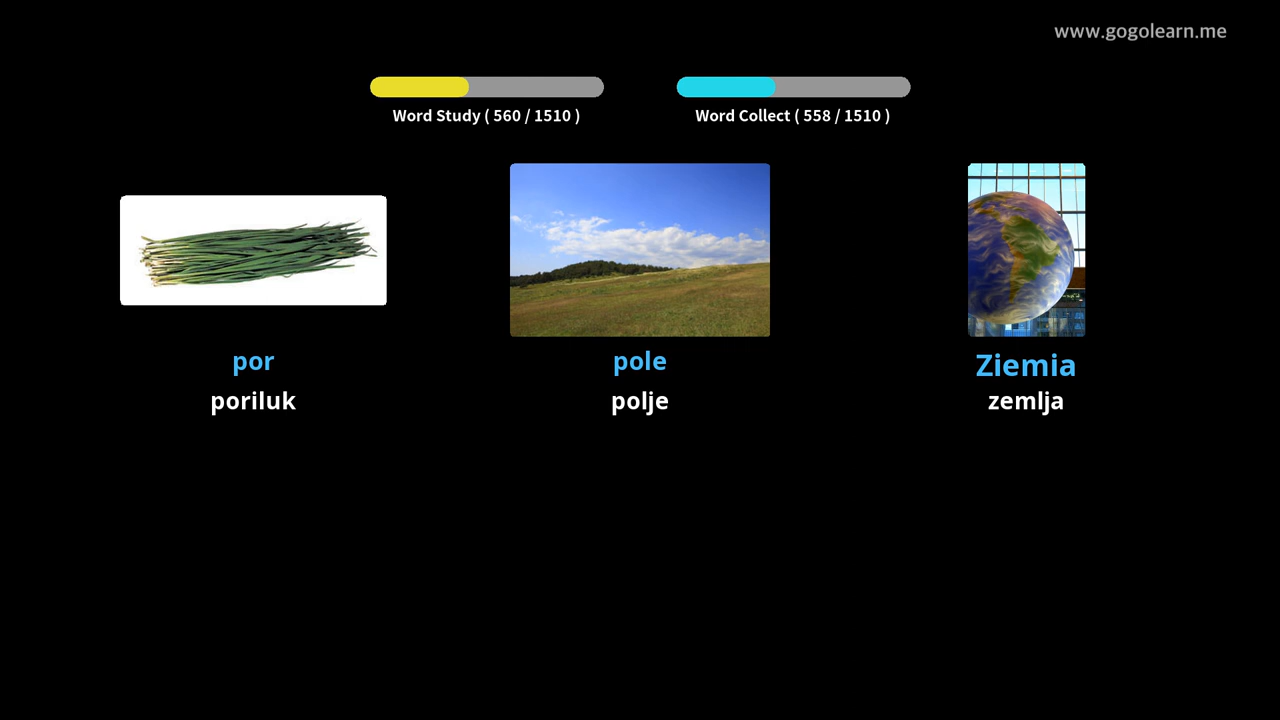 www.gogolearn.me
Word Study ( 560 / 1510 )
Word Collect ( 558 / 1510 )
por
poriluk
pole
polje
Ziemia
zemlja